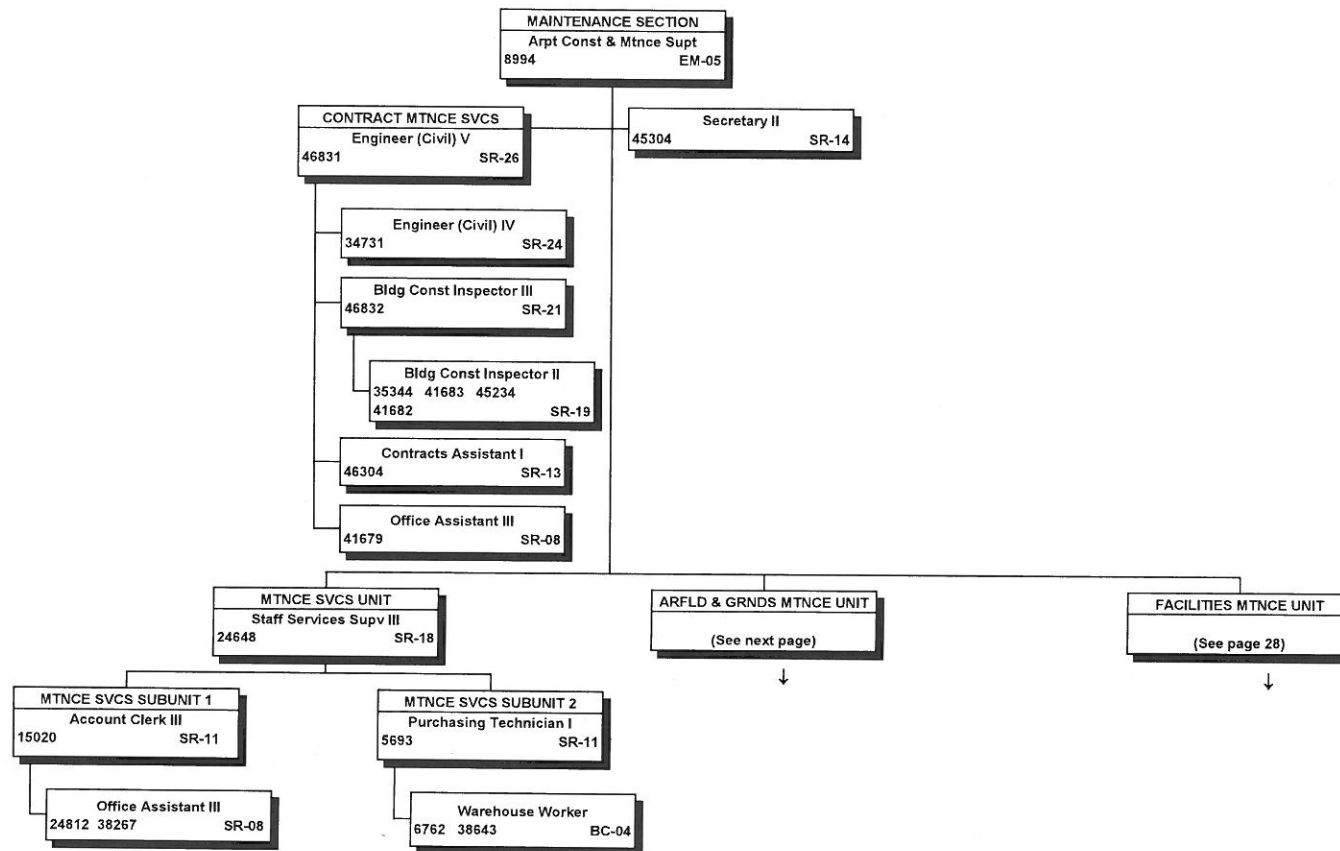 MAINTENANCE SECTION
Arpt Const & Mtnce Supt
8994 EM-05
CONTRACT MTNCE SVCS
Engineer (Civil) V
46831 SR-26
Secretary II
45304 SR-14
Engineer (Civil) IV
34731 SR-24
Bldg Const Inspector III
46832 SR-21
Bldg Const Inspector II
35344 41683 45234
41682 SR-19
Contracts Assistant I
46304 SR-13
Office Assistant III
41679 SR-08
MTNCE SVCS UNIT
Staff Services Supv III
24648 SR-18
ARFLD & GRNDS MTNCE UNIT
(See next page)
FACILITIES MTNCE UNIT
(See page 28)
MTNCE SVCS SUBUNIT 1
Account Clerk III
15020 SR-11
MTNCE SVCS SUBUNIT 2
Purchasing Technician I
5693 SR-11
Office Assistant III
24812 38267 SR-08
Warehouse Worker
6762 38643 BC-04